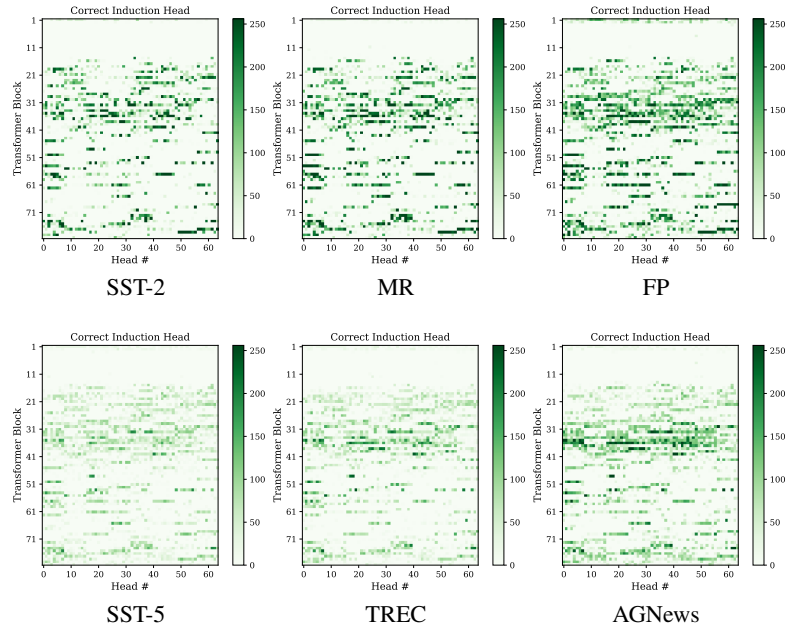 Correct Induction Head
Transformer Block
1
11
21
31
41
51
61
71
0 10 20 30 40 50 60
Head #
250
200
150
100
50
0
SST-2
Correct Induction Head
Transformer Block
1
11
21
31
41
51
61
71
0 10 20 30 40 50 60
Head #
250
200
150
100
50
0
MR
Correct Induction Head
Transformer Block
1
11
21
31
41
51
61
71
0 10 20 30 40 50 60
Head #
250
200
150
100
50
0
FP
Correct Induction Head
Transformer Block
1
11
21
31
41
51
61
71
0 10 20 30 40 50 60
Head #
250
200
150
100
50
0
SST-5
Correct Induction Head
Transformer Block
1
11
21
31
41
51
61
71
0 10 20 30 40 50 60
Head #
250
200
150
100
50
0
TREC
Correct Induction Head
Transformer Block
1
11
21
31
41
51
61
71
0 10 20 30 40 50 60
Head #
250
200
150
100
50
0
AGNews